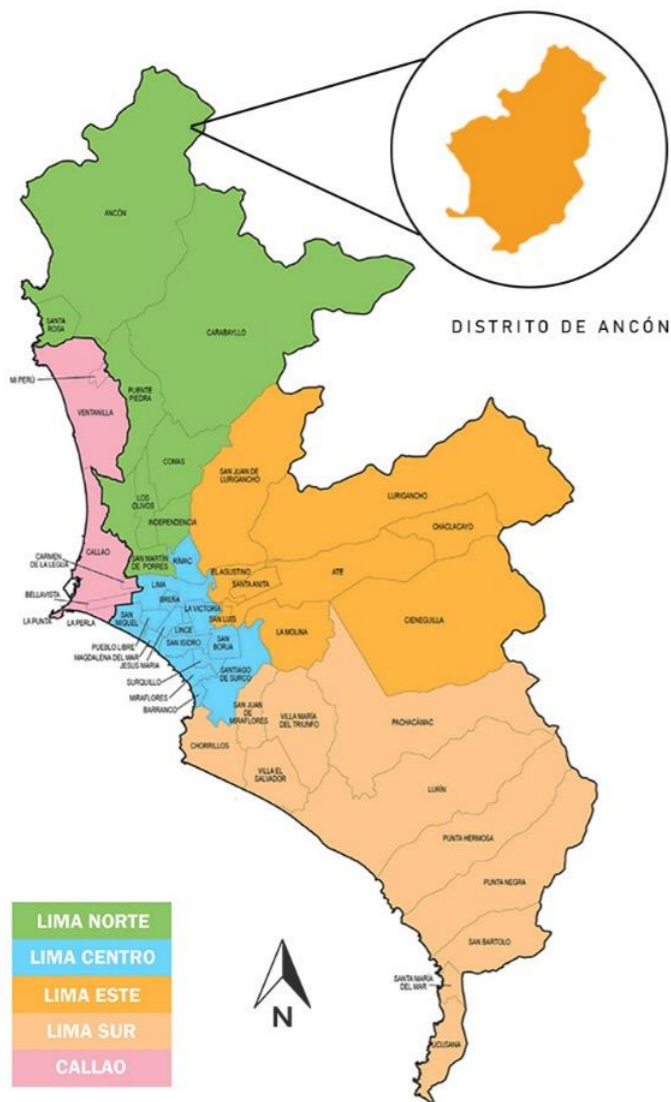 DISTRITO DE ANCÓN
ANCÓN
SANTA
ROSA
CARABAYLLO
MI PERÚ
VENTANILLA
PUENTE
PIEDRA
COMAS
SAN JUAN DE
LURIGANCHO
LURIGANCHO
LOS
OLIVOS
INDEPENDENCIA
CHACLACAYO
CARMEN
DE LA LEGUA
CALLAO
SAN MARTÍN
DE PORRES
RÍMAC
EL AGUSTINO
SANTA ANITA
ATE
BELLAVISTA
LIMA
BREÑA
LA VICTORIA
CIENEGUILLA
LA PUNTA
LA PERLA
SAN
MIGUEL
LINCE
SAN LUIS
SAN ISIDRO
SAN
BORJA
LA MOLINA
PUEBLO LIBRE
MAGDALENA DEL MAR
JESUS MARIA
SURQUILLO
SANTIAGO
DE SURCO
MIRAFLORES
BARRANCO
SAN JUAN
DE
MIRAFLORES
VILLA MARÍA
DEL TRIUNFO
PACHACÁMAC
CHORRILLOS
VILLA EL
SALVADOR
LURÍN
PUNTA HERMOSA
PUNTA NEGRA
SAN BARTOLO
SANTA MARÍA
DEL MAR
PUCUSANA
LIMA NORTE
LIMA CENTRO
LIMA ESTE
LIMA SUR
CALLAO
N